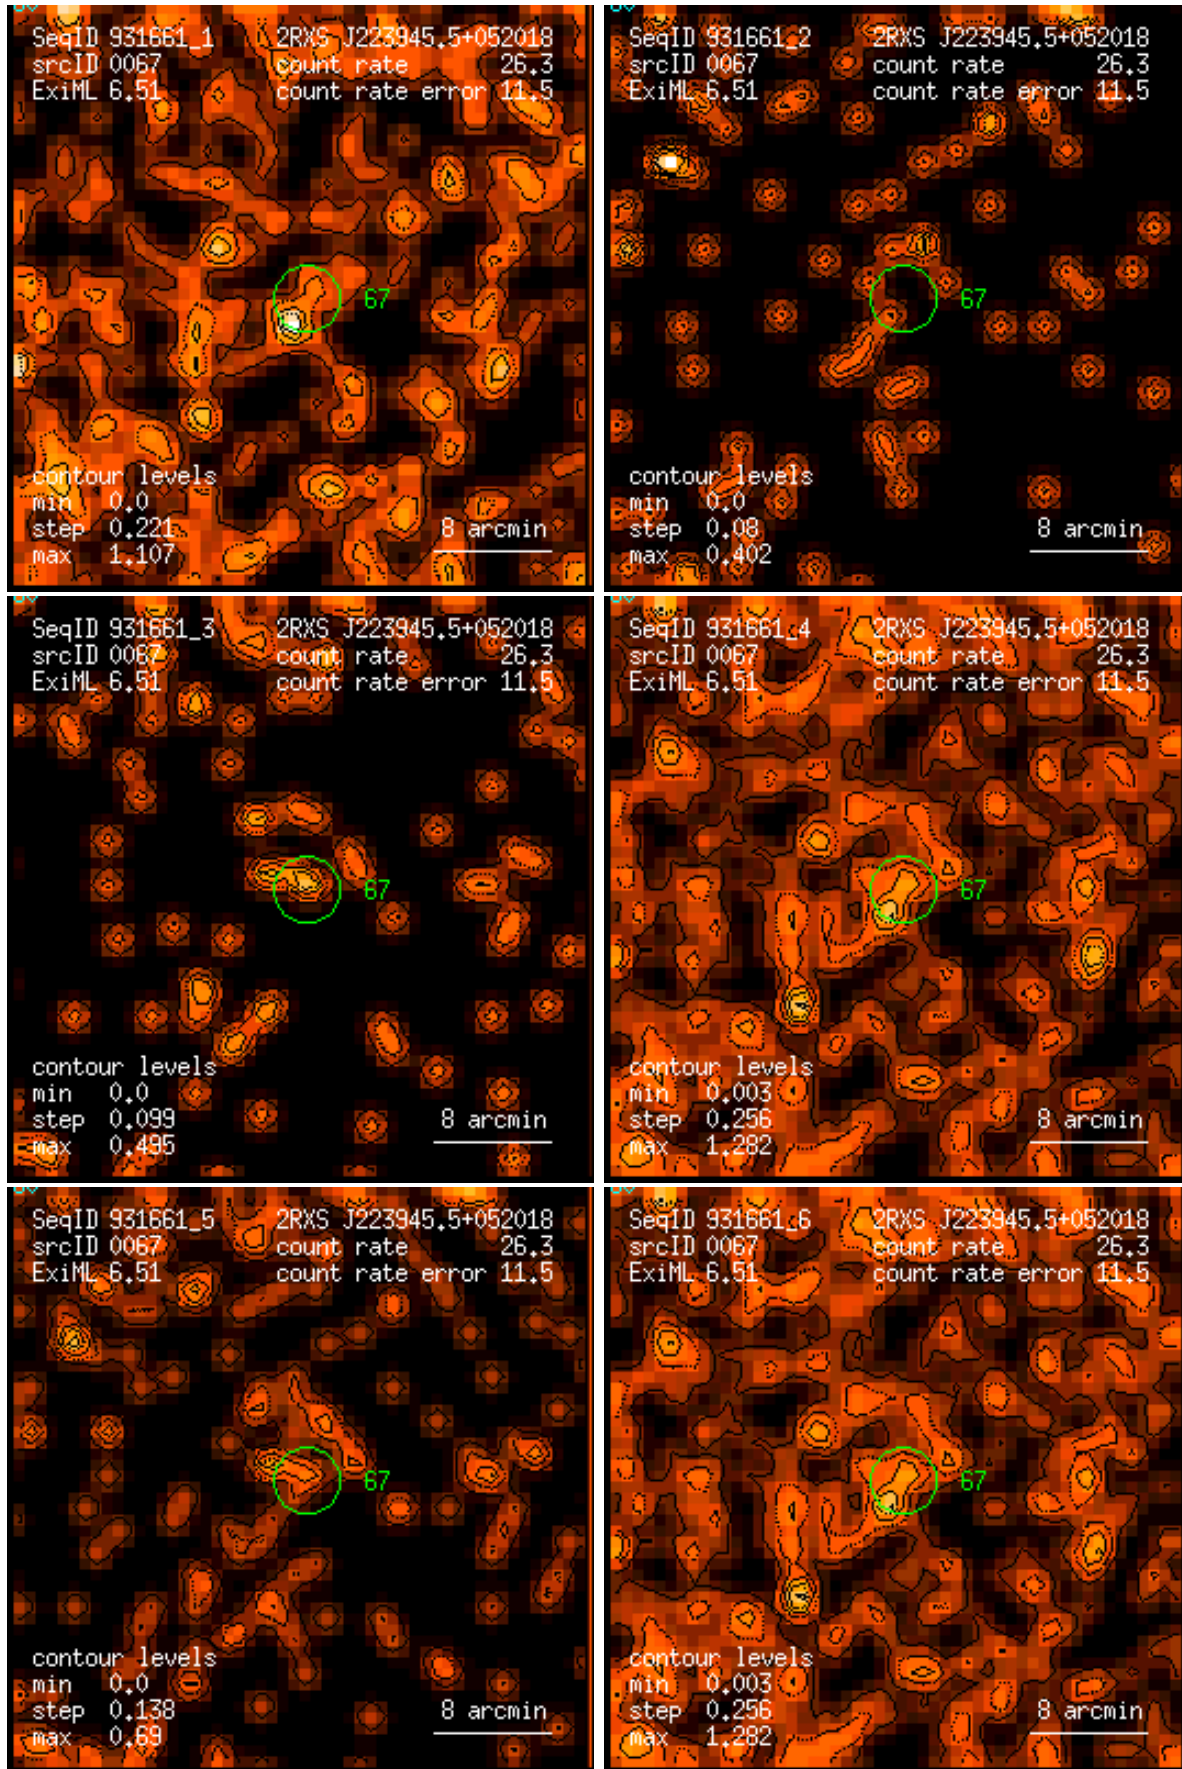 SeqID 931661_1 2RXS J223945.5+052018
srcID 0067 count rate 26.3
ExiML 6.51 count rate error 11.5
67
contour levels
min 0.0
step 0.221
max 1.107
8 arcmin
SeqID 931661_2 2RXS J223945.5+052018
srcID 0067 count rate 26.3
ExiML 6.51 count rate error 11.5
67
contour levels
min 0.0
step 0.08
max 0.402
8 arcmin
SeqID 931661_3 2RXS J223945.5+052018
srcID 0067 count rate 26.3
ExiML 6.51 count rate error 11.5
67
contour levels
min 0.0
step 0.099
max 0.495
8 arcmin
SeqID 931661_4 2RXS J223945.5+052018
srcID 0067 count rate 26.3
ExiML 6.51 count rate error 11.5
67
contour levels
min 0.003
step 0.256
max 1.282
8 arcmin
SeqID 931661_5 2RXS J223945.5+052018
srcID 0067 count rate 26.3
ExiML 6.51 count rate error 11.5
67
contour levels
min 0.0
step 0.138
max 0.69
8 arcmin
SeqID 931661_6 2RXS J223945.5+052018
srcID 0067 count rate 26.3
ExiML 6.51 count rate error 11.5
67
contour levels
min 0.003
step 0.256
max 1.282
8 arcmin